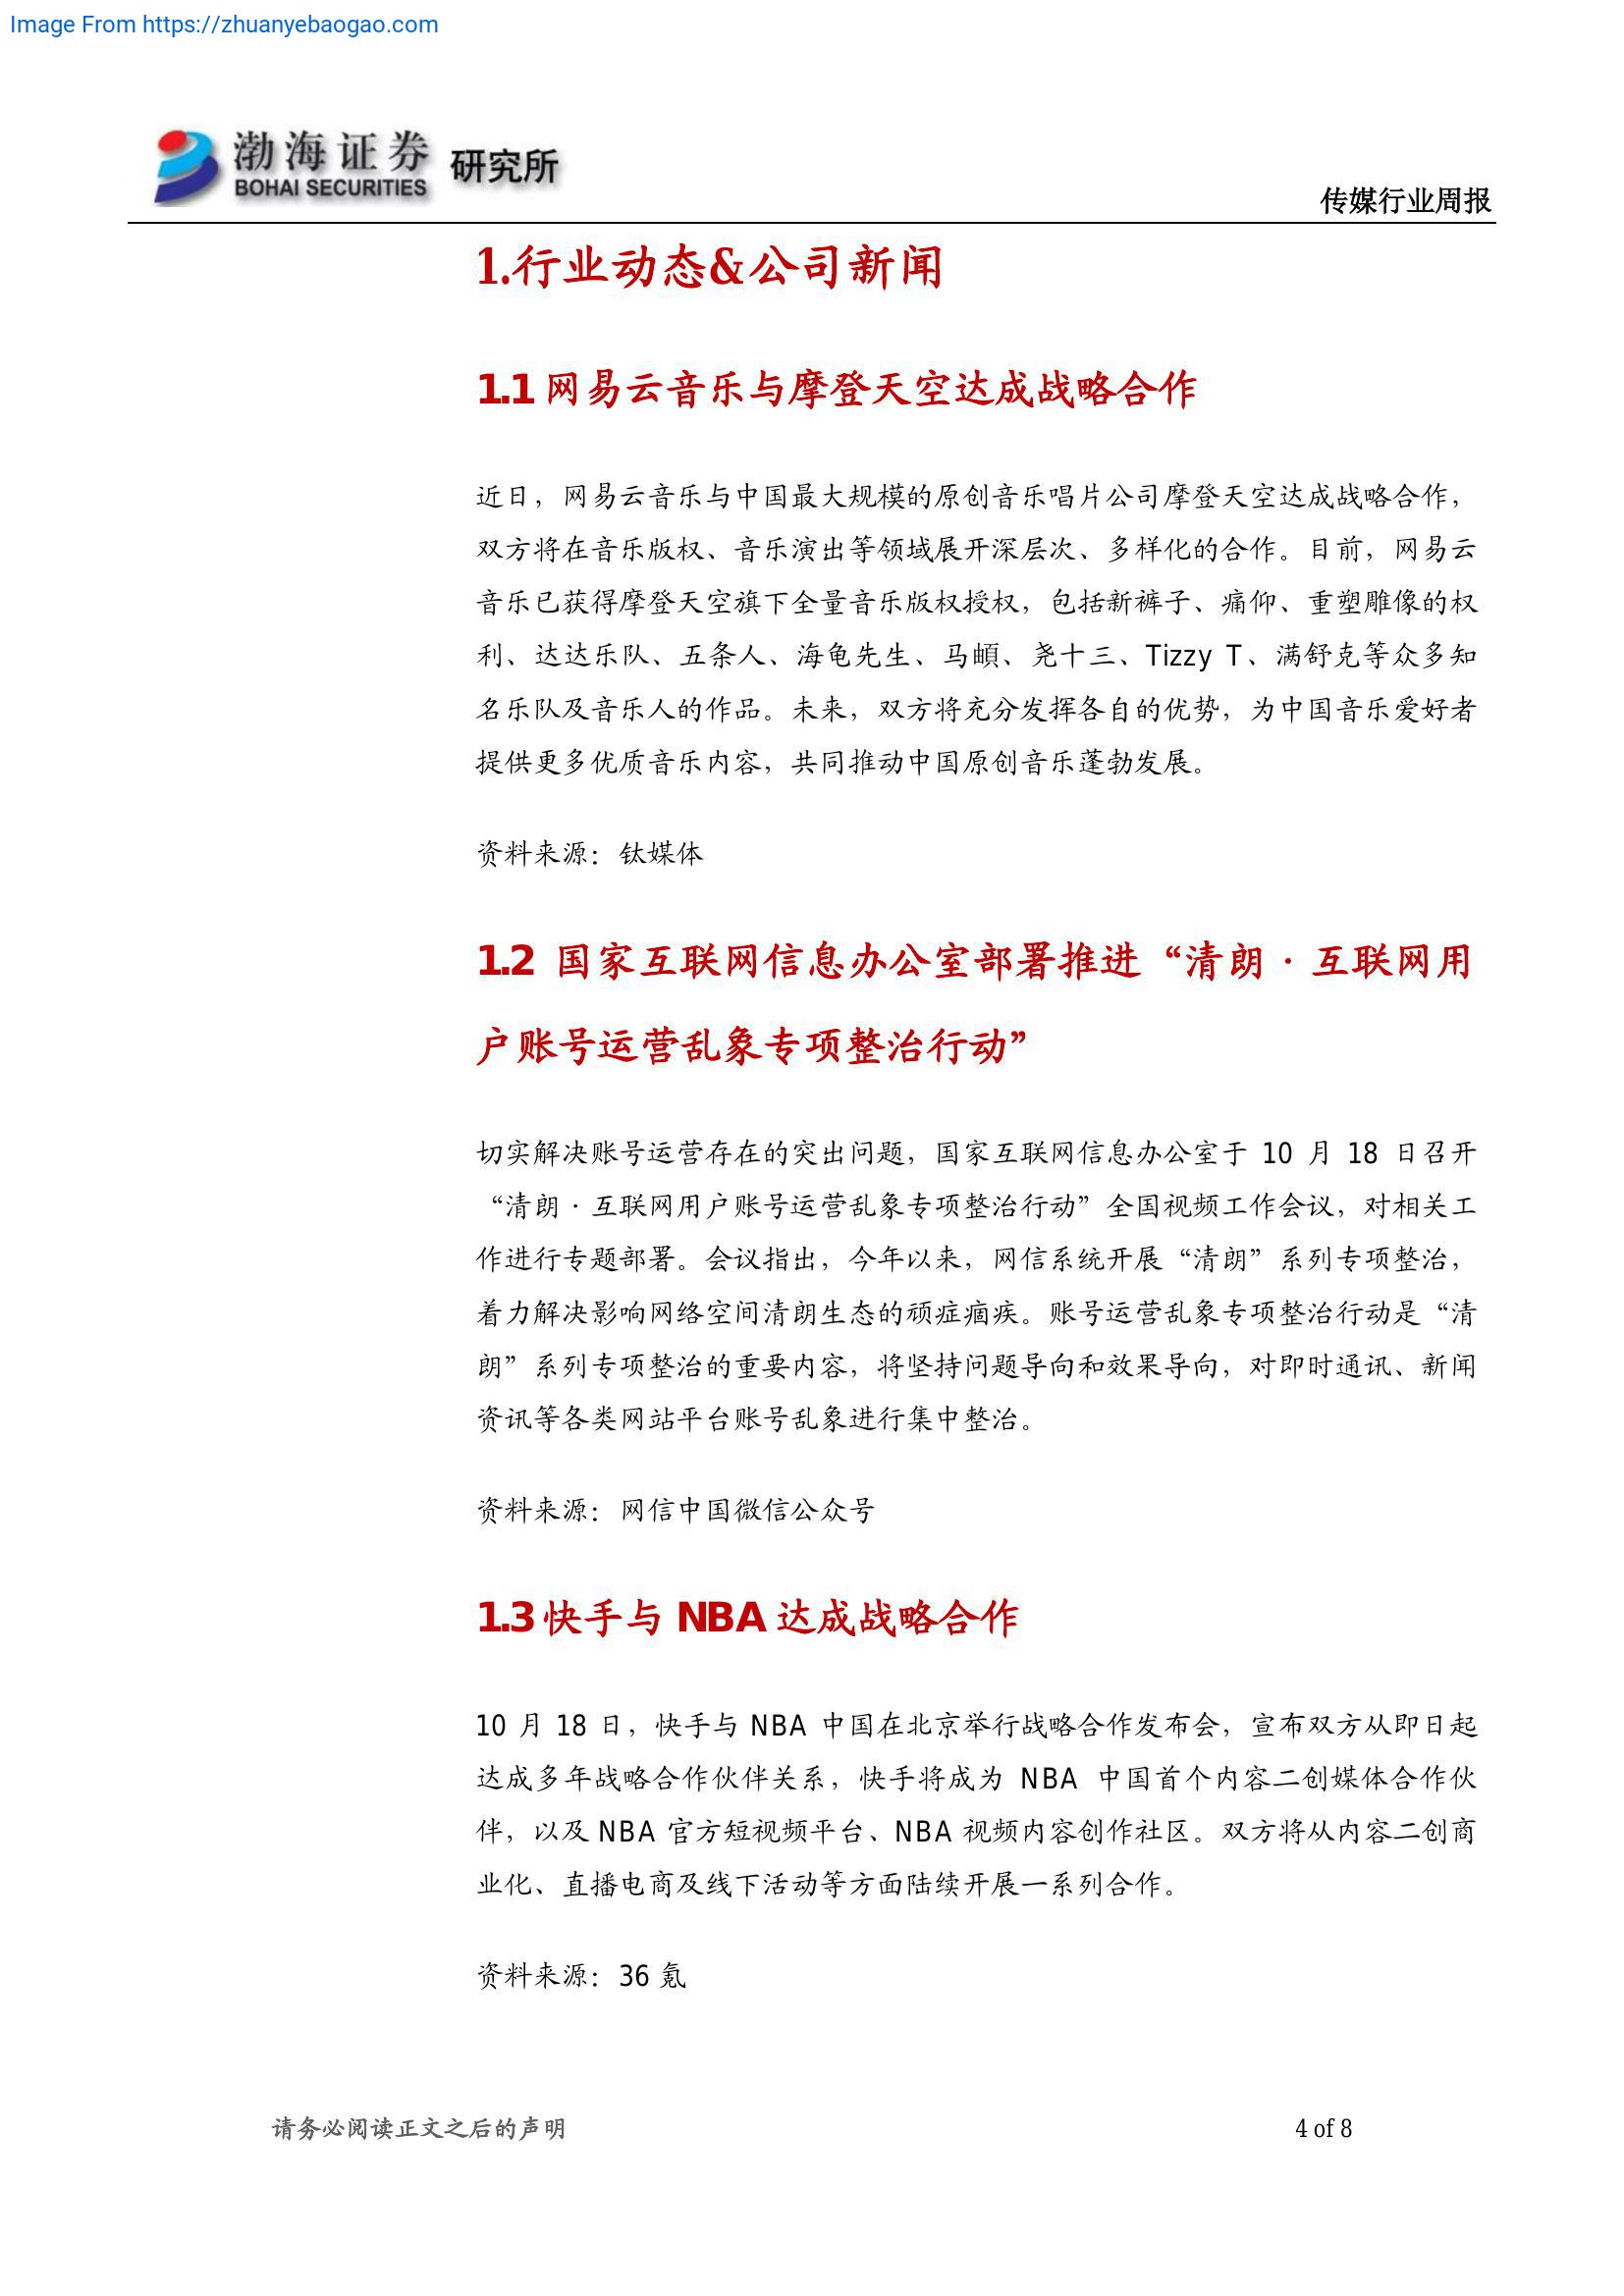 Image From https://zhuanyebaogao.com
渤海证券 研究所
BOHAI SECURITIES
传媒行业周报
1.行业动态&公司新闻
1.1 网易云音乐与摩登天空达成战略合作
近日，网易云音乐与中国最大规模的原创音乐唱片公司摩登天空达成战略合作，
双方将在音乐版权、音乐演出等领域展开深层次、多样化的合作。目前，网易云
音乐已获得摩登天空旗下全量音乐版权授权，包括新裤子、痛仰、重塑雕像的权
利、达达乐队、五条人、海龟先生、马頔、尧十三、Tizzy T、满舒克等众多知
名乐队及音乐人的作品。未来，双方将充分发挥各自的优势，为中国音乐爱好者
提供更多优质音乐内容，共同推动中国原创音乐蓬勃发展。
资料来源：钛媒体
1.2 国家互联网信息办公室部署推进“清朗·互联网用
户账号运营乱象专项整治行动”
切实解决账号运营存在的突出问题，国家互联网信息办公室于 10 月 18 日召开
“清朗·互联网用户账号运营乱象专项整治行动”全国视频工作会议，对相关工
作进行专题部署。会议指出，今年以来，网信系统开展“清朗”系列专项整治，
着力解决影响网络空间清朗生态的顽症痼疾。账号运营乱象专项整治行动是“清
朗”系列专项整治的重要内容，将坚持问题导向和效果导向，对即时通讯、新闻
资讯等各类网站平台账号乱象进行集中整治。
资料来源：网信中国微信公众号
1.3 快手与 NBA 达成战略合作
10 月 18 日，快手与 NBA 中国在北京举行战略合作发布会，宣布双方从即日起
达成多年战略合作伙伴关系，快手将成为 NBA 中国首个内容二创媒体合作伙
伴，以及 NBA 官方短视频平台、NBA 视频内容创作社区。双方将从内容二创商
业化、直播电商及线下活动等方面陆续开展一系列合作。
资料来源：36 氪
请务必阅读正文之后的声明
4 of 8